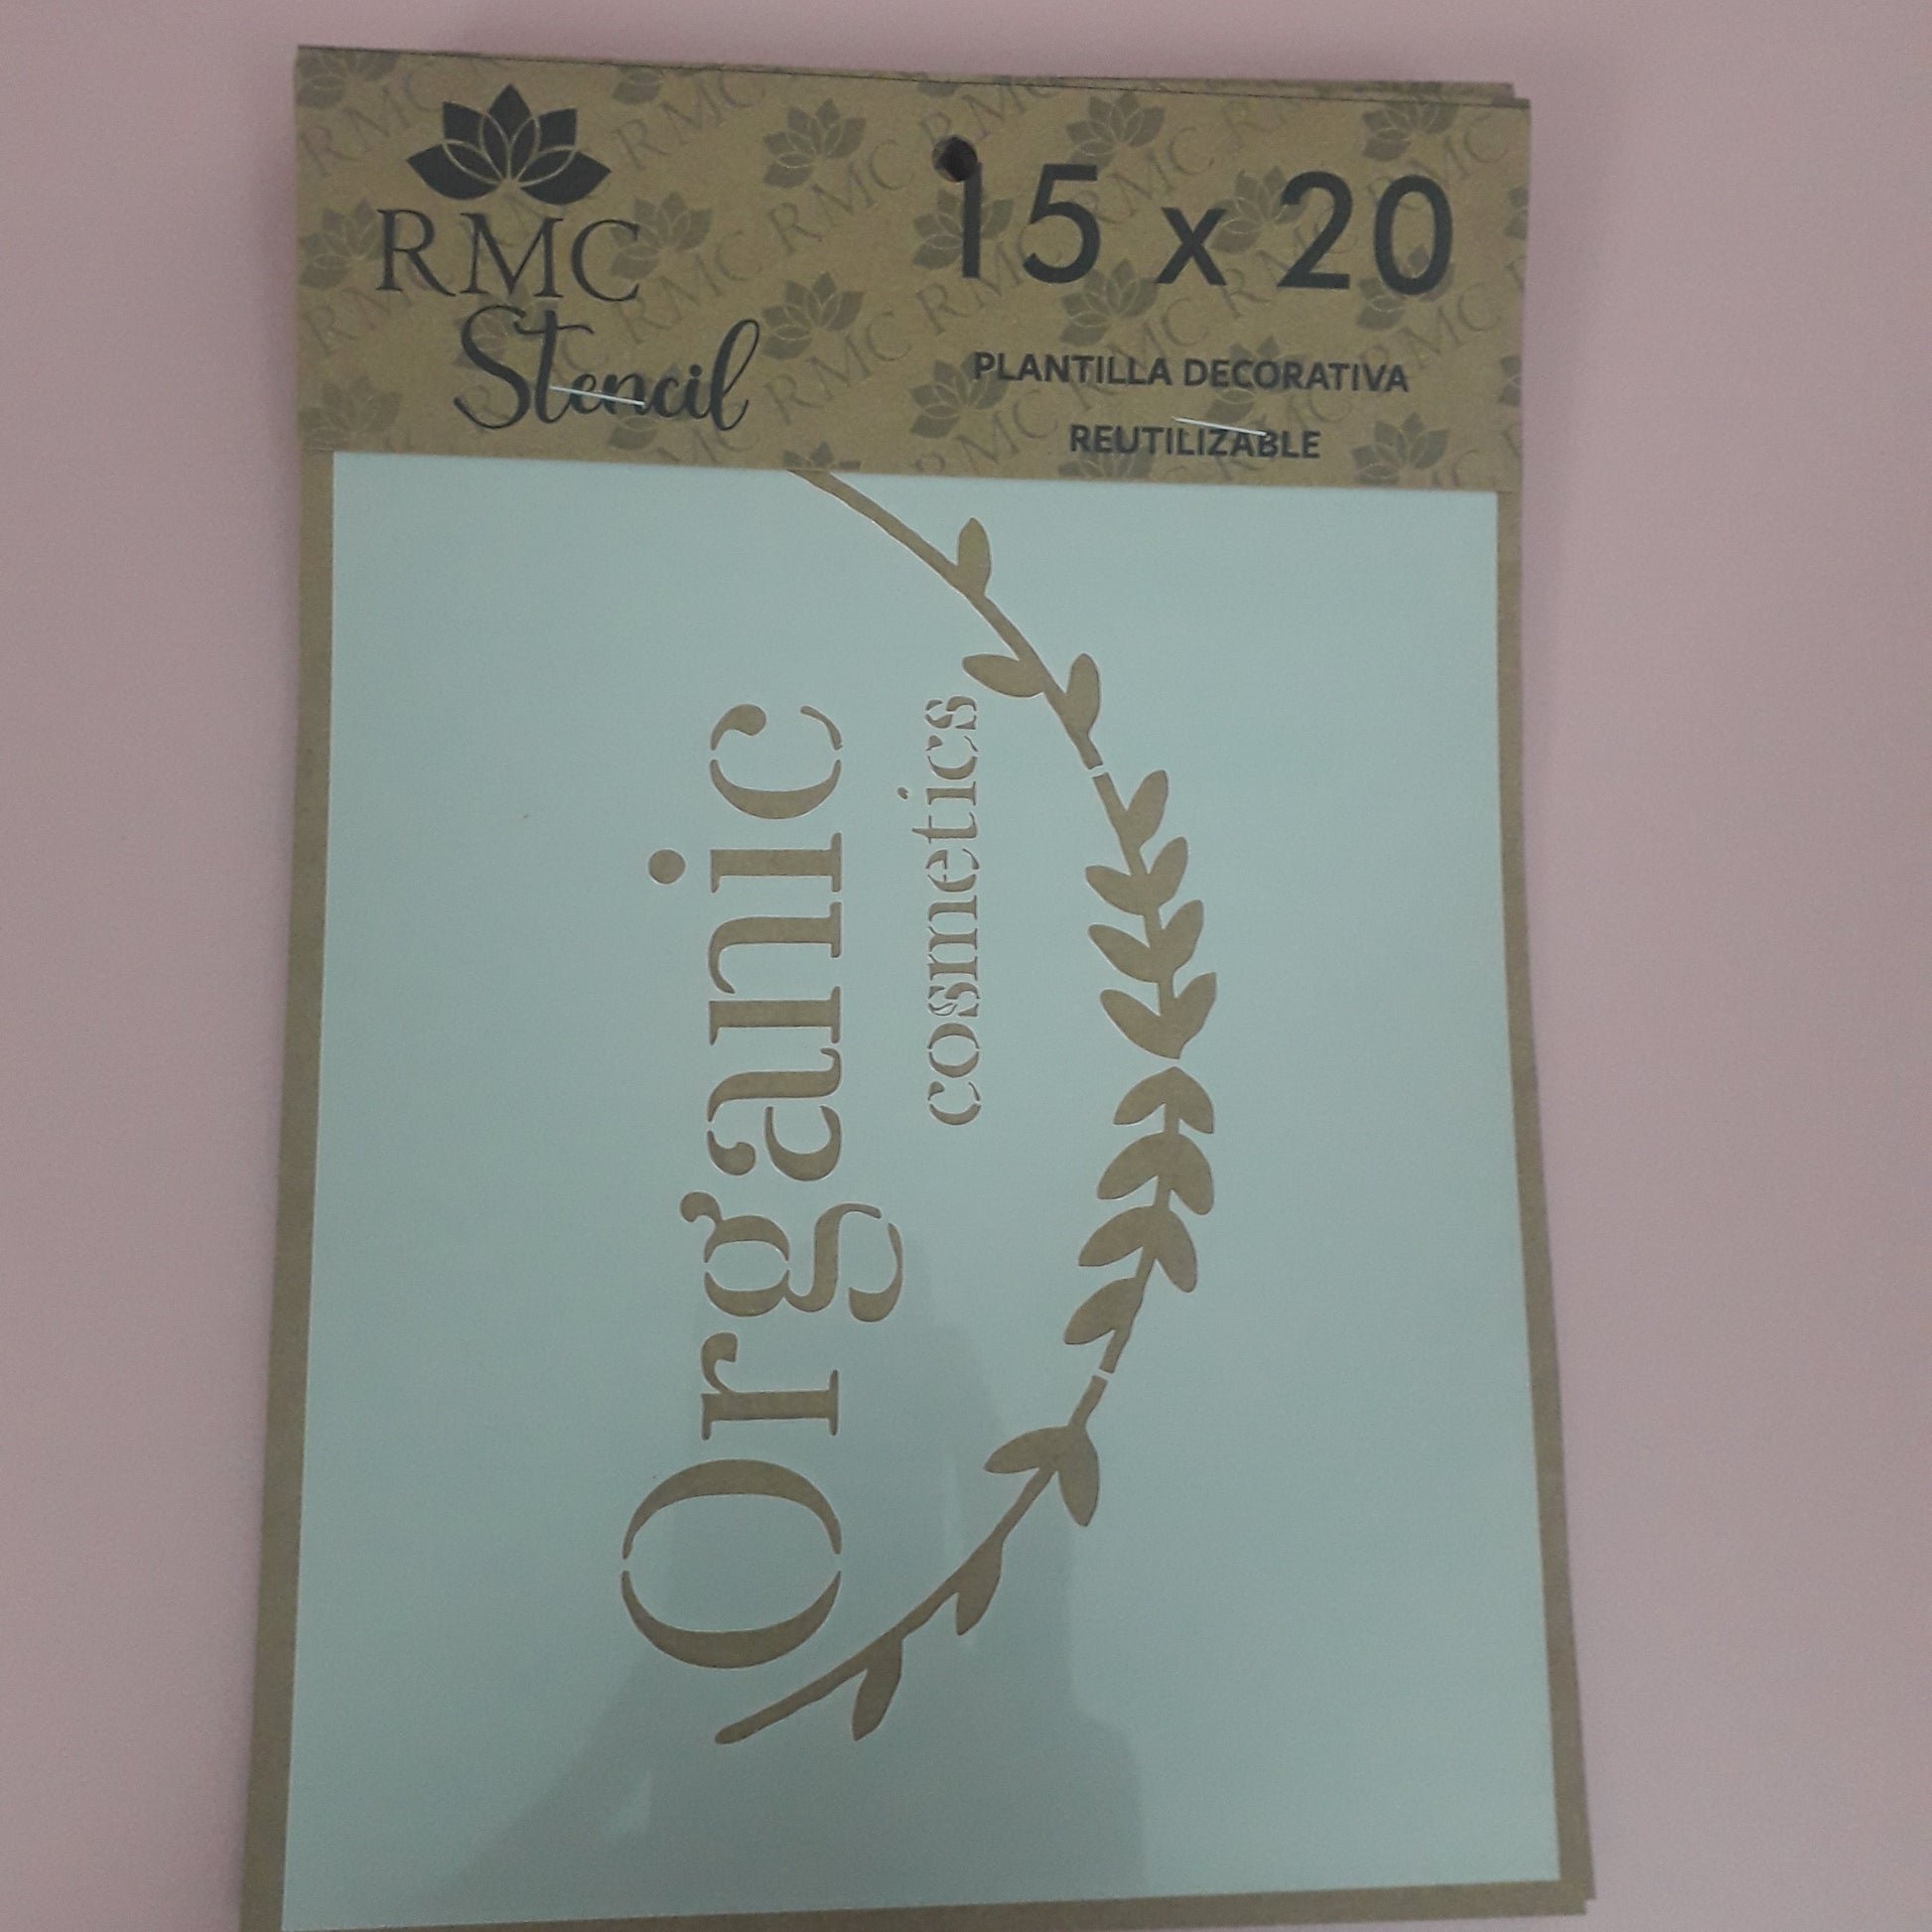 RMC
Stencil
15 x 20
PLANTILLA DECORATIVA
REUTILIZABLE
Organic
cosmetics